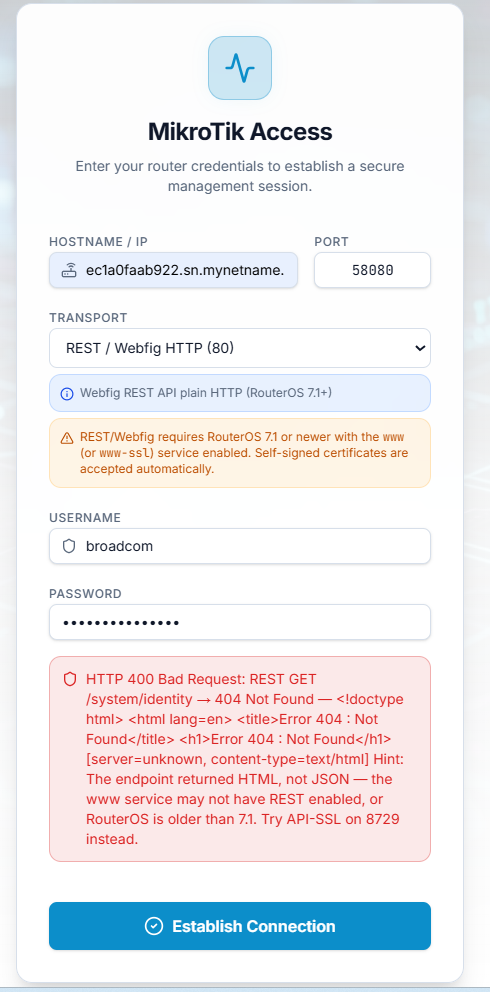 MikroTik Access
Enter your router credentials to establish a secure
management session.
HOSTNAME / IP
PORT
ec1a0faab922.sn.mynetname.
58080
TRANSPORT
REST / Webfig HTTP (80)
Webfig REST API plain HTTP (RouterOS 7.1+)
REST/Webfig requires RouterOS 7.1 or newer with the www
(or www-ssl) service enabled. Self-signed certificates are
accepted automatically.
USERNAME
broadcom
PASSWORD
•••••••••••••••
HTTP 400 Bad Request: REST GET
/system/identity → 404 Not Found — <!doctype
html> <html lang=en> <title>Error 404 : Not
Found</title> <h1>Error 404 : Not Found</h1>
[server=unknown, content-type=text/html] Hint:
The endpoint returned HTML, not JSON — the
www service may not have REST enabled, or
RouterOS is older than 7.1. Try API-SSL on 8729
instead.
Establish Connection